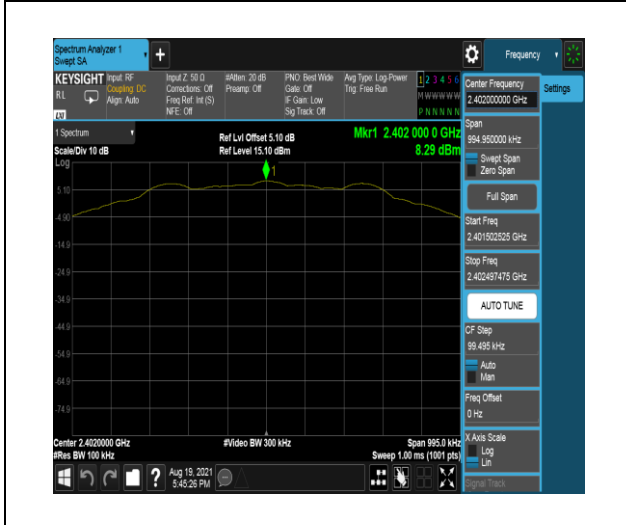 Spectrum Analyzer 1
Swept SA
Frequency
KEYSIGHT
RL
LXI
Input: RF
Coupling: DC
Align: Auto
Input Z: 50 Ω
Corrections: Off
Freq Ref: Int (S)
NFE: Off
#Atten: 20 dB
Preamp: Off
PNO: Best Wide
Gate: Off
IF Gain: Low
Sig Track: Off
Avg Type: Log-Power
Trig: Free Run
1 2 3 4 5 6
M W W W W W
P N N N N N
1 Spectrum
Scale/Div 10 dB
Log
Ref Lvl Offset 5.10 dB
Ref Level 15.10 dBm
Mkr1 2.402 000 0 GHz
8.29 dBm
1
5.10
-4.90
-14.9
-24.9
-34.9
-44.9
-54.9
-64.9
-74.9
Center 2.4020000 GHz
#Res BW 100 kHz
#Video BW 300 kHz
Span 995.0 kHz
Sweep 1.00 ms (1001 pts)
?
Aug 19, 2021
5:45:26 PM
Center Frequency
2.402000000 GHz
Settings
Span
994.950000 kHz
Swept Span
Zero Span
Full Span
Start Freq
2.401502525 GHz
Stop Freq
2.402497475 GHz
AUTO TUNE
CF Step
99.495 kHz
Auto
Man
Freq Offset
0 Hz
X Axis Scale
Log
Lin
Signal Track